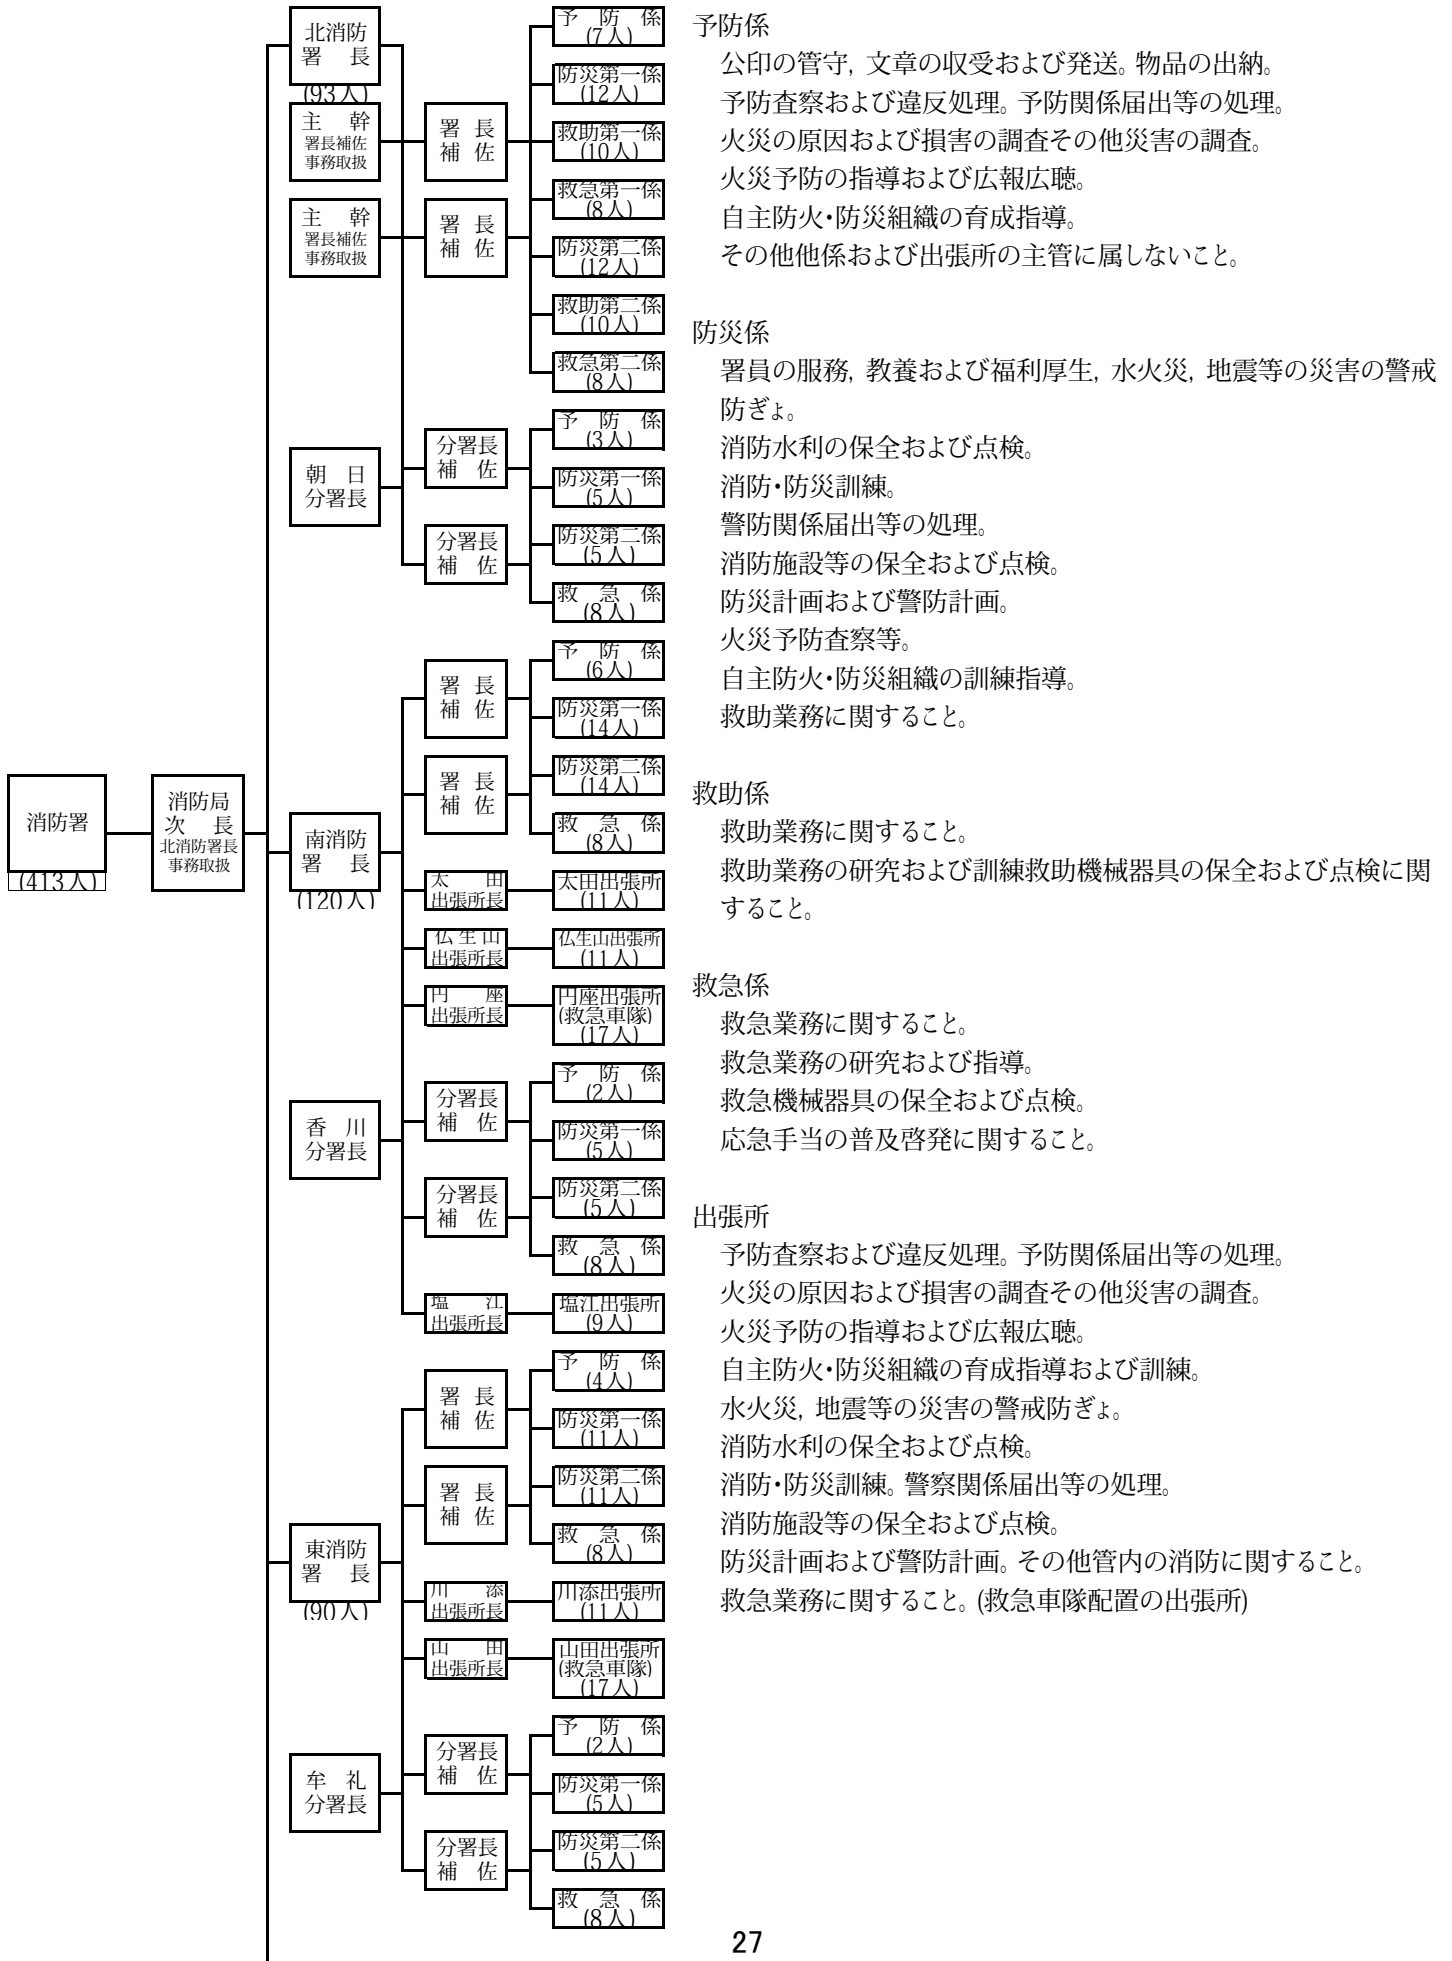 消防署
(413人)
消防局
次　長
北消防署長
事務取扱
北消防
署　長
(93人)
主　幹
署長補佐
事務取扱
主　幹
署長補佐
事務取扱
署 長
補 佐
署 長
補 佐
予　防　係
(7人)
防災第一係
(12人)
救助第一係
(10人)
救急第一係
(8人)
防災第二係
(12人)
救助第二係
(10人)
救急第二係
(8人)
朝　日
分署長
分署長
補　佐
分署長
補　佐
予　防　係
(3人)
防災第一係
(5人)
防災第二係
(5人)
救　急　係
(8人)
南消防
署　長
(120人)
署 長
補 佐
署 長
補 佐
予　防　係
(6人)
防災第一係
(14人)
防災第二係
(14人)
救　急　係
(8人)
太　田
出張所長
太田出張所
(11人)
仏生山
出張所長
仏生山出張所
(11人)
円　座
出張所長
円座出張所
(救急車隊)
(17人)
香　川
分署長
分署長
補　佐
分署長
補　佐
予　防　係
(2人)
防災第一係
(5人)
防災第二係
(5人)
救　急　係
(8人)
塩　江
出張所長
塩江出張所
(9人)
東消防
署　長
(90人)
署 長
補 佐
署 長
補 佐
予　防　係
(4人)
防災第一係
(11人)
防災第二係
(11人)
救　急　係
(8人)
川　添
出張所長
川添出張所
(11人)
山　田
出張所長
山田出張所
(救急車隊)
(17人)
牟　礼
分署長
分署長
補　佐
分署長
補　佐
予　防　係
(2人)
防災第一係
(5人)
防災第二係
(5人)
救　急　係
(8人)
予防係
公印の管守，文章の収受および発送。物品の出納。
予防査察および違反処理。予防関係届出等の処理。
火災の原因および損害の調査その他災害の調査。
火災予防の指導および広報広聴。
自主防火・防災組織の育成指導。
その他他係および出張所の主管に属しないこと。
防災係
署員の服務，教養および福利厚生，水火災，地震等の災害の警戒
防ぎょ。
消防水利の保全および点検。
消防・防災訓練。
警防関係届出等の処理。
消防施設等の保全および点検。
防災計画および警防計画。
火災予防査察等。
自主防火・防災組織の訓練指導。
救助業務に関すること。
救助係
救助業務に関すること。
救助業務の研究および訓練救助機械器具の保全および点検に関
すること。
救急係
救急業務に関すること。
救急業務の研究および指導。
救急機械器具の保全および点検。
応急手当の普及啓発に関すること。
出張所
予防査察および違反処理。予防関係届出等の処理。
火災の原因および損害の調査その他災害の調査。
火災予防の指導および広報広聴。
自主防火・防災組織の育成指導および訓練。
水火災，地震等の災害の警戒防ぎょ。
消防水利の保全および点検。
消防・防災訓練。警察関係届出等の処理。
消防施設等の保全および点検。
防災計画および警防計画。その他管内の消防に関すること。
救急業務に関すること。(救急車隊配置の出張所)
27